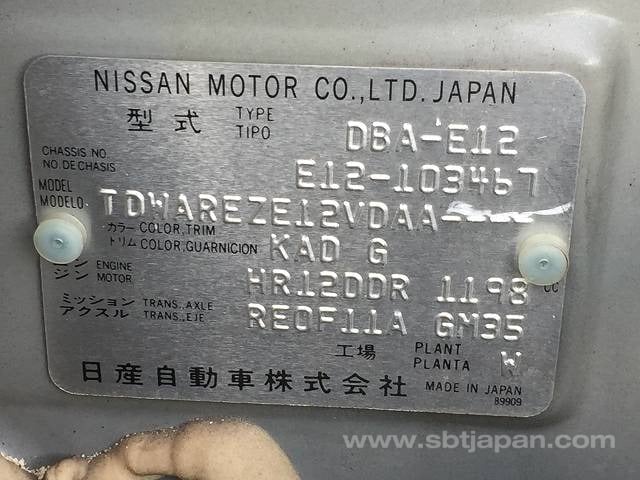 NISSAN MOTOR CO.,LTD. JAPAN
型式 TYPE TIPO DBA-E12
CHASSIS NO. NO.DE CHASIS E12-103467
MODEL MODELO TDWAREZE12VDAA-----
カラー COLOR,TRIM
トリム COLOR,GUARNICION KAD G
エンジン ENGINE MOTOR HR12DDR 1198 CC
ミッション TRANS.,AXLE
アクスル TRANS.,EJE RE0F11A GM35
工場 PLANT PLANTA W
日産自動車株式会社 MADE IN JAPAN
89909
www.sbtjapan.com